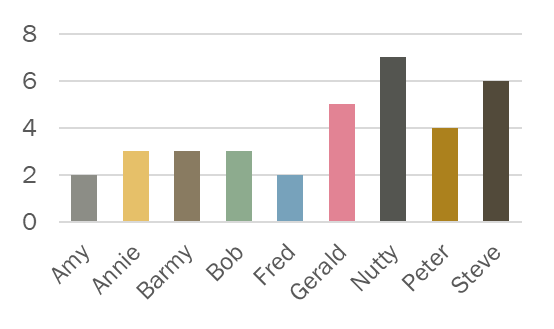 8
6
4
2
0
Amy
Annie
Barmy
Bob
Fred
Gerald
Nutty
Peter
Steve